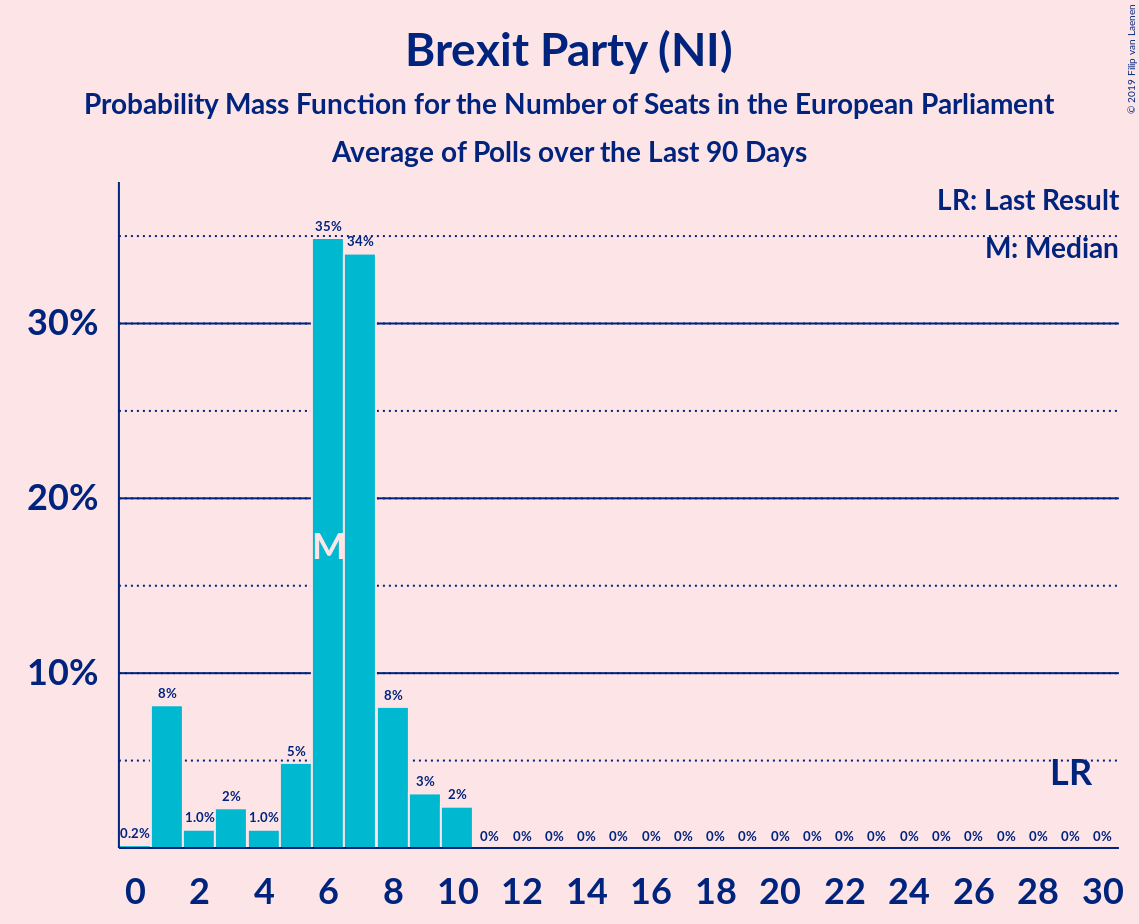 Brexit Party (NI)
Probability Mass Function for the Number of Seats in the European Parliament
Average of Polls over the Last 90 Days
© 2019 Filip van Laenen
LR: Last Result
M: Median
35%
34%
30%
20%
M
10%
8%
8%
5%
LR
3%
2%
2%
1.0%
1.0%
0.2%
0% 0% 0% 0% 0% 0% 0% 0% 0% 0% 0% 0% 0% 0% 0% 0% 0% 0% 0% 0%
0 2 4 6 8 10 12 14 16 18 20 22 24 26 28 30